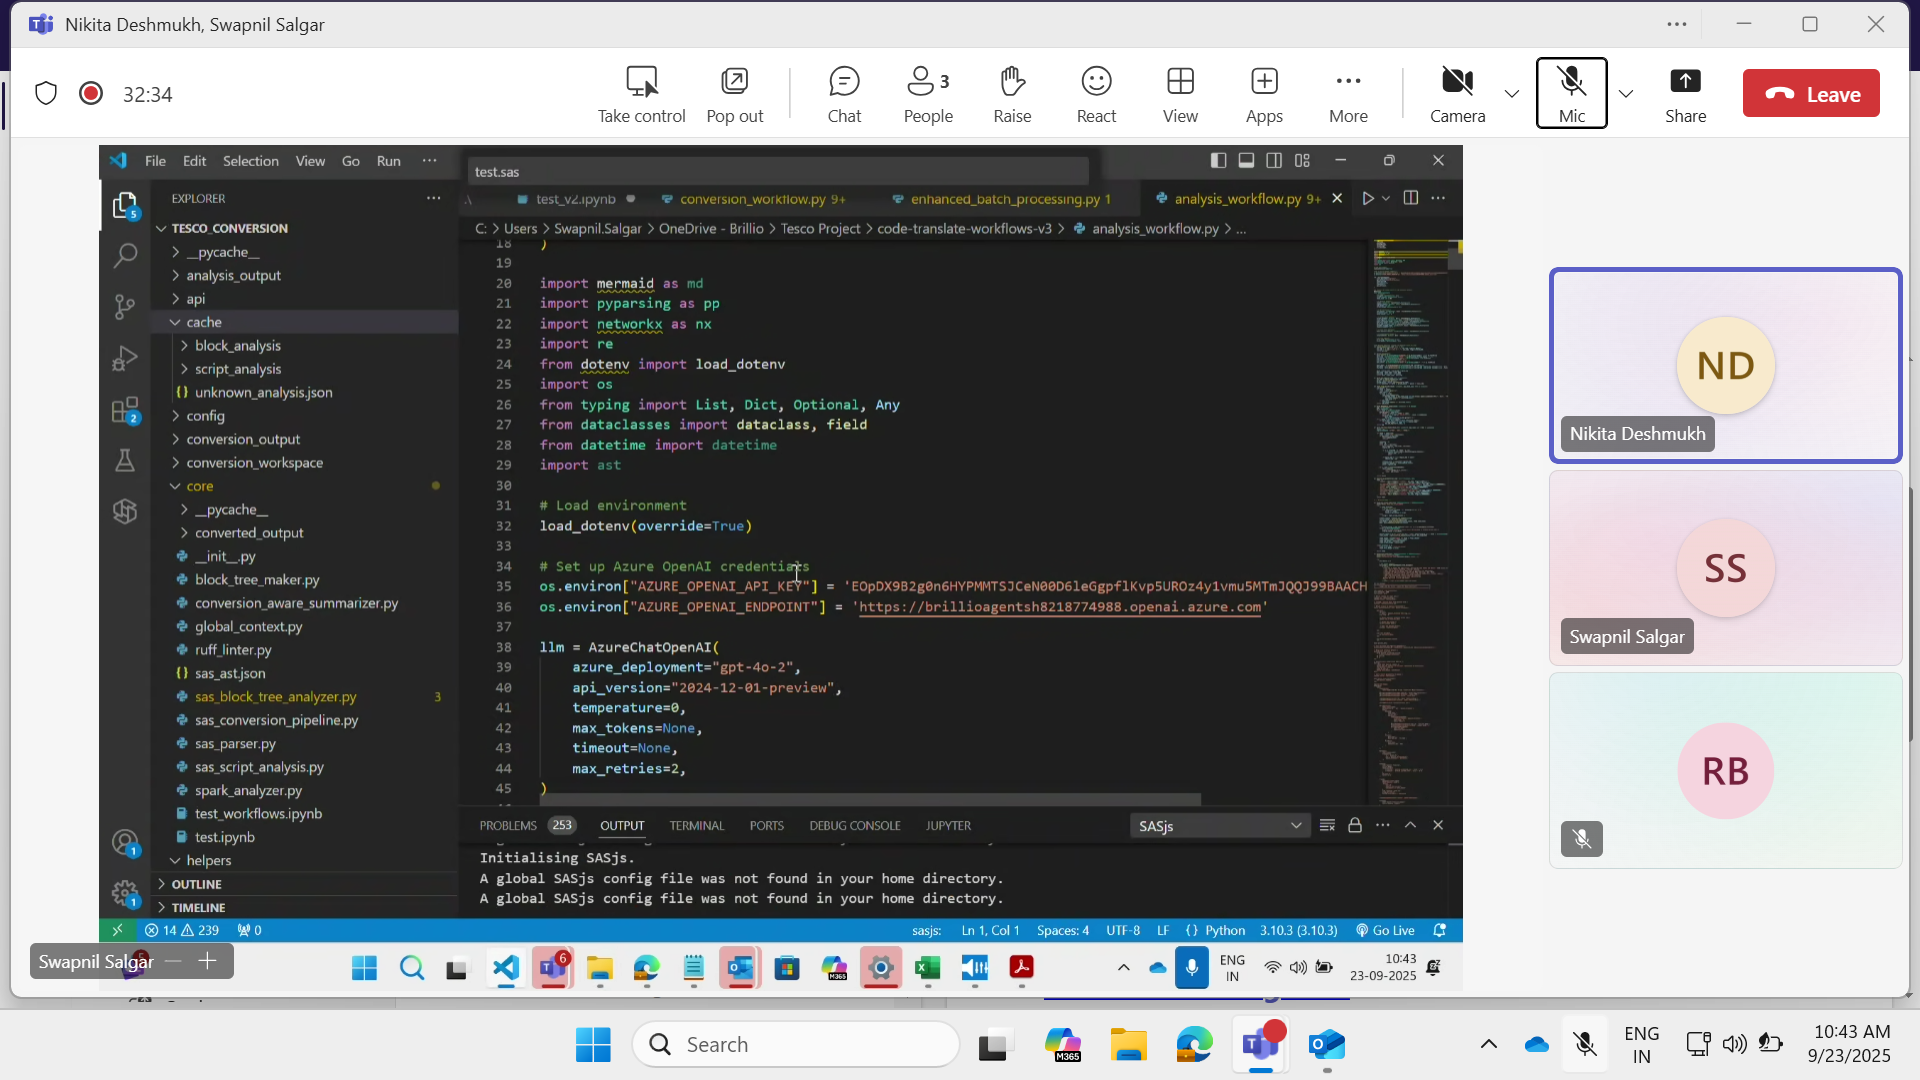 Nikita Deshmukh, Swapnil Salgar
32:34
Take control
Pop out
Chat
3
People
Raise
React
View
Apps
More
Camera
Mic
Share
Leave
File Edit Selection View Go Run
test.sas
EXPLORER
test_v2.ipynb
conversion_workflow.py 9+
enhanced_batch_processing.py 1
analysis_workflow.py 9+
C: > Users > Swapnil.Salgar > OneDrive - Brillio > Tesco Project > code-translate-workflows-v3 > analysis_workflow.py > ...
5
2
1
1
TESCO_CONVERSION
__pycache__
analysis_output
api
cache
block_analysis
script_analysis
unknown_analysis.json
config
conversion_output
conversion_workspace
core
__pycache__
converted_output
__init__.py
block_tree_maker.py
conversion_aware_summarizer.py
global_context.py
ruff_linter.py
sas_ast.json
sas_block_tree_analyzer.py 3
sas_conversion_pipeline.py
sas_parser.py
sas_script_analysis.py
spark_analyzer.py
test_workflows.ipynb
test.ipynb
helpers
OUTLINE
TIMELINE
18 )
19
20 import mermaid as md
21 import pyparsing as pp
22 import networkx as nx
23 import re
24 from dotenv import load_dotenv
25 import os
26 from typing import List, Dict, Optional, Any
27 from dataclasses import dataclass, field
28 from datetime import datetime
29 import ast
30
31 # Load environment
32 load_dotenv(override=True)
33
34 # Set up Azure OpenAI credentials
35 os.environ["AZURE_OPENAI_API_KEY"] = 'EOpDX9B2g0n6HYPMMTSJCeN00D6leGgpflKvp5UROz4y1vmu5MTmJQQJ99BAACH
36 os.environ["AZURE_OPENAI_ENDPOINT"] = 'https://brillioagentsh8218774988.openai.azure.com'
37
38 llm = AzureChatOpenAI(
39 azure_deployment="gpt-4o-2",
40 api_version="2024-12-01-preview",
41 temperature=0,
42 max_tokens=None,
43 timeout=None,
44 max_retries=2,
45 )
PROBLEMS 253 OUTPUT TERMINAL PORTS DEBUG CONSOLE JUPYTER
SASjs
Initialising SASjs.
A global SASjs config file was not found in your home directory.
A global SASjs config file was not found in your home directory.
14 239 0
sasjs: Ln 1, Col 1 Spaces: 4 UTF-8 LF {} Python 3.10.3 (3.10.3) Go Live
Swapnil Salgar
6
M365
ENG
IN
10:43
23-09-2025
ND
Nikita Deshmukh
SS
Swapnil Salgar
RB
Search
M365
ENG
IN
10:43 AM
9/23/2025